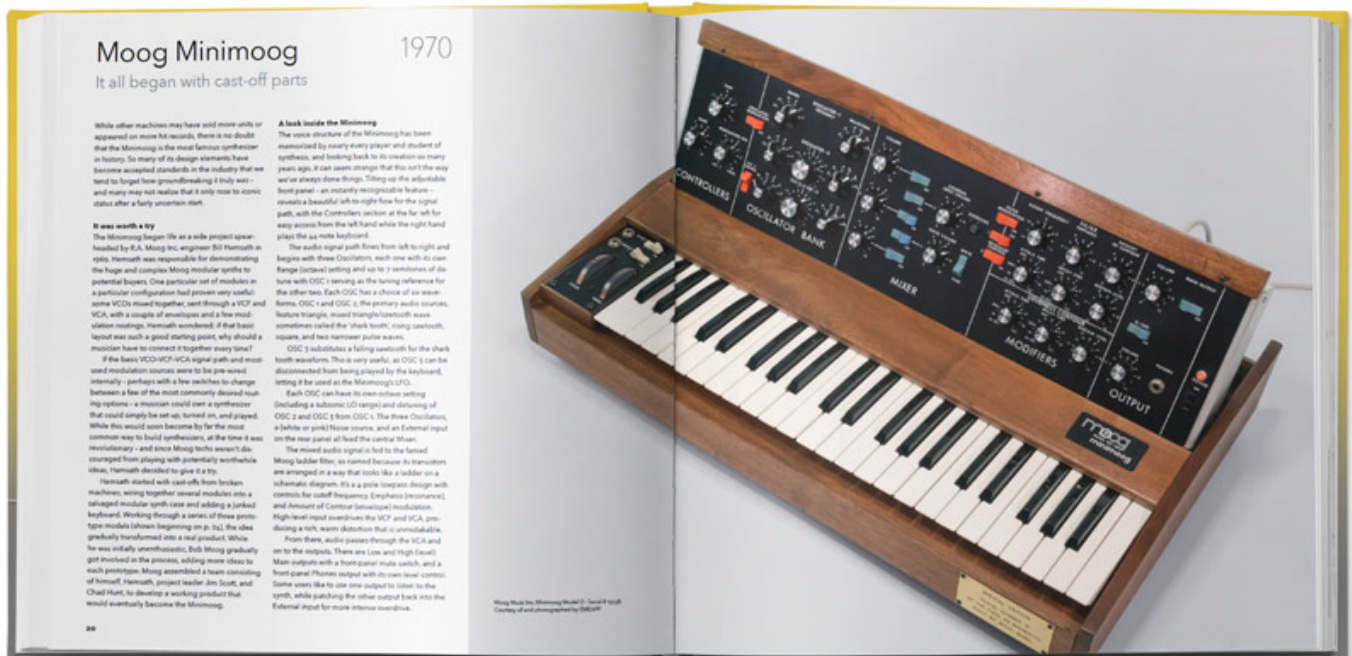 Moog Minimoog
1970
It all began with cast-off parts
While other machines may have sold more units or
appeared on more hit records, there is no doubt
that the Minimoog is the most famous synthesizer
in history. So many of its design elements have
become accepted standards in the industry that we
tend to forget how groundbreaking it truly was -
and many may not realize that it only rose to iconic
status after a fairly uncertain start.
It was worth a try
The Minimoog began life as a side project spear-
headed by R.A. Moog Inc. engineer Bill Hemsath in
1969. Hemsath was responsible for demonstrating
the huge and complex Moog modular synths to
potential buyers. One particular set of modules in
a particular configuration had proven very useful:
some VCOs mixed together, sent through a VCF and
VCA, with a couple of envelopes and a few mod-
ulation routings. Hemsath wondered: if that basic
layout was such a good starting point, why should a
musician have to connect it together every time?
If the basic VCO-VCF-VCA signal path and most-
used modulation sources were to be pre-wired
internally - perhaps with a few switches to change
between a few of the most commonly desired rout-
ing options - a musician could own a synthesizer
that could simply be set up, turned on, and played.
While this would soon become by far the most
common way to build synthesizers, at the time it was
revolutionary - and since Moog techs weren't dis-
couraged from playing with potentially worthwhile
ideas, Hemsath decided to give it a try.
Hemsath started with cast-offs from broken
machines, wiring together several modules into a
salvaged modular synth case and adding a junked
keyboard. Working through a series of three proto-
type models (shown beginning on p. 24), the idea
gradually transformed into a real product. While
he was initially unenthusiastic, Bob Moog gradually
got involved in the process, adding more ideas to
each prototype. Moog assembled a team consisting
of himself, Hemsath, project leader Jim Scott, and
Chad Hunt, to develop a working product that
would eventually become the Minimoog.
20
A look inside the Minimoog
The voice structure of the Minimoog has been
memorized by nearly every player and student of
synthesis, and looking back to its creation so many
years ago, it can seem strange that this isn't the way
we've always done things. Tilting up the adjustable
front panel - an instantly recognizable feature -
reveals a beautiful left-to-right flow for the signal
path, with the Controllers section at the far left for
easy access from the left hand while the right hand
plays the 44-note keyboard.
The audio signal path flows from left to right and
begins with three Oscillators, each one with its own
Range (octave) setting and up to 7 semitones of de-
tune with OSC 1 serving as the tuning reference for
the other two. Each OSC has a choice of six wave-
forms. OSC 1 and OSC 2, the primary audio sources,
feature triangle, mixed triangle/sawtooth wave
sometimes called the 'shark tooth', rising sawtooth,
square, and two narrower pulse waves.
OSC 3 substitutes a falling sawtooth for the shark
tooth waveform. This is very useful, as OSC 3 can be
disconnected from being played by the keyboard,
letting it be used as the Minimoog's LFO.
Each OSC can have its own octave setting
(including a subsonic LO range) and detuning of
OSC 2 and OSC 3 from OSC 1. The three Oscillators,
a (white or pink) Noise source, and an External input
on the rear panel all feed the central Mixer.
The mixed audio signal is fed to the famed
Moog ladder filter, so named because its transistors
are arranged in a way that looks like a ladder on a
schematic diagram. It's a 4-pole lowpass design with
controls for cutoff frequency, Emphasis (resonance),
and Amount of Contour (envelope) modulation.
High-level input overdrives the VCF and VCA, pro-
ducing a rich, warm distortion that is unmistakable.
From there, audio passes through the VCA and
on to the outputs. There are Low and High (level)
Main outputs with a front-panel mute switch, and a
front-panel Phones output with its own level control.
Some users like to use one output to listen to the
synth, while patching the other output back into the
External input for more intense overdrive.
Moog Music Inc. Minimoog Model D - Serial #
Courtesy of and photographed by EMEAPP
CONTROLLERS
OSCILLATOR BANK
MIXER
MODIFIERS
OUTPUT
moog
minimoog